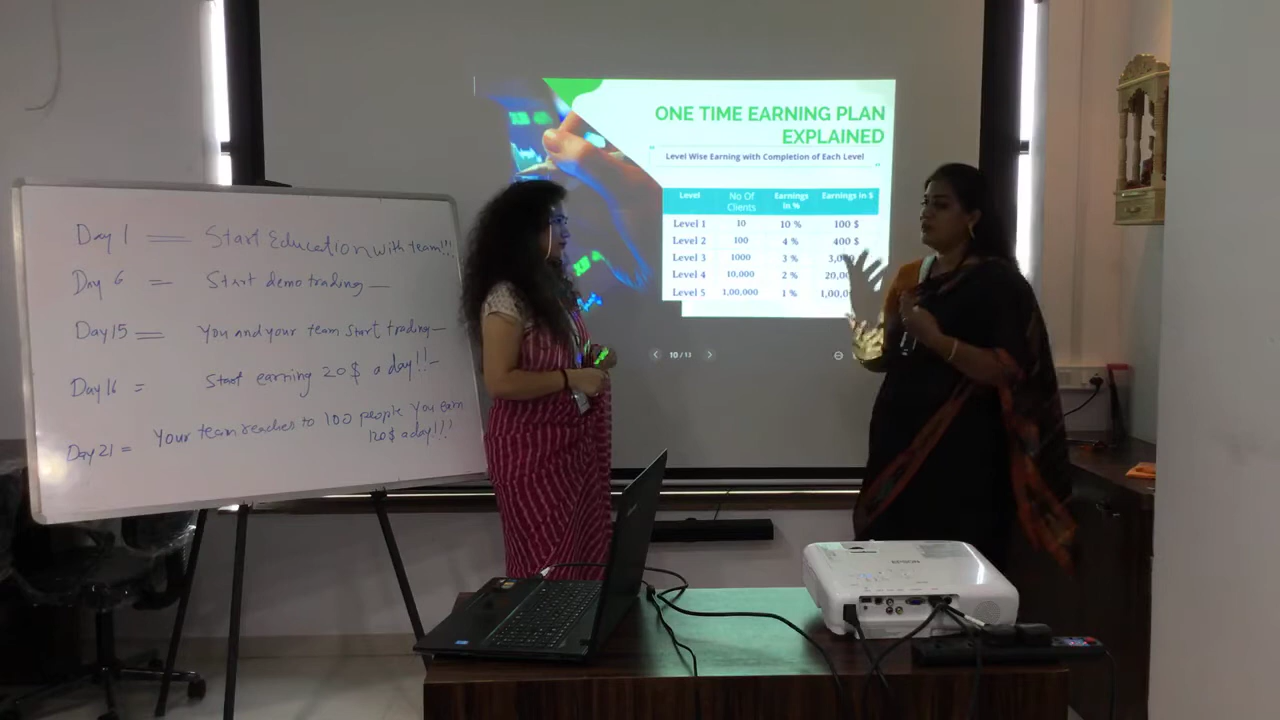 Day 1 = Start Education with team!!!
Day 6 = Start demo trading —
Day 15 = You and your team start trading —
Day 16 = Start earning 20$ a day!!! —
Day 21 = Your team reaches to 100 people You earn
120$ a day!!!
ONE TIME EARNING PLAN
EXPLAINED
Level Wise Earning with Completion of Each Level
Level No Of Clients Earnings in % Earnings in $
Level 1 10 10 % 100 $
Level 2 100 4 % 400 $
Level 3 1000 3 %
Level 4 10,000 2 %
Level 5 1,00,000 1 %
10 / 13
EPSON